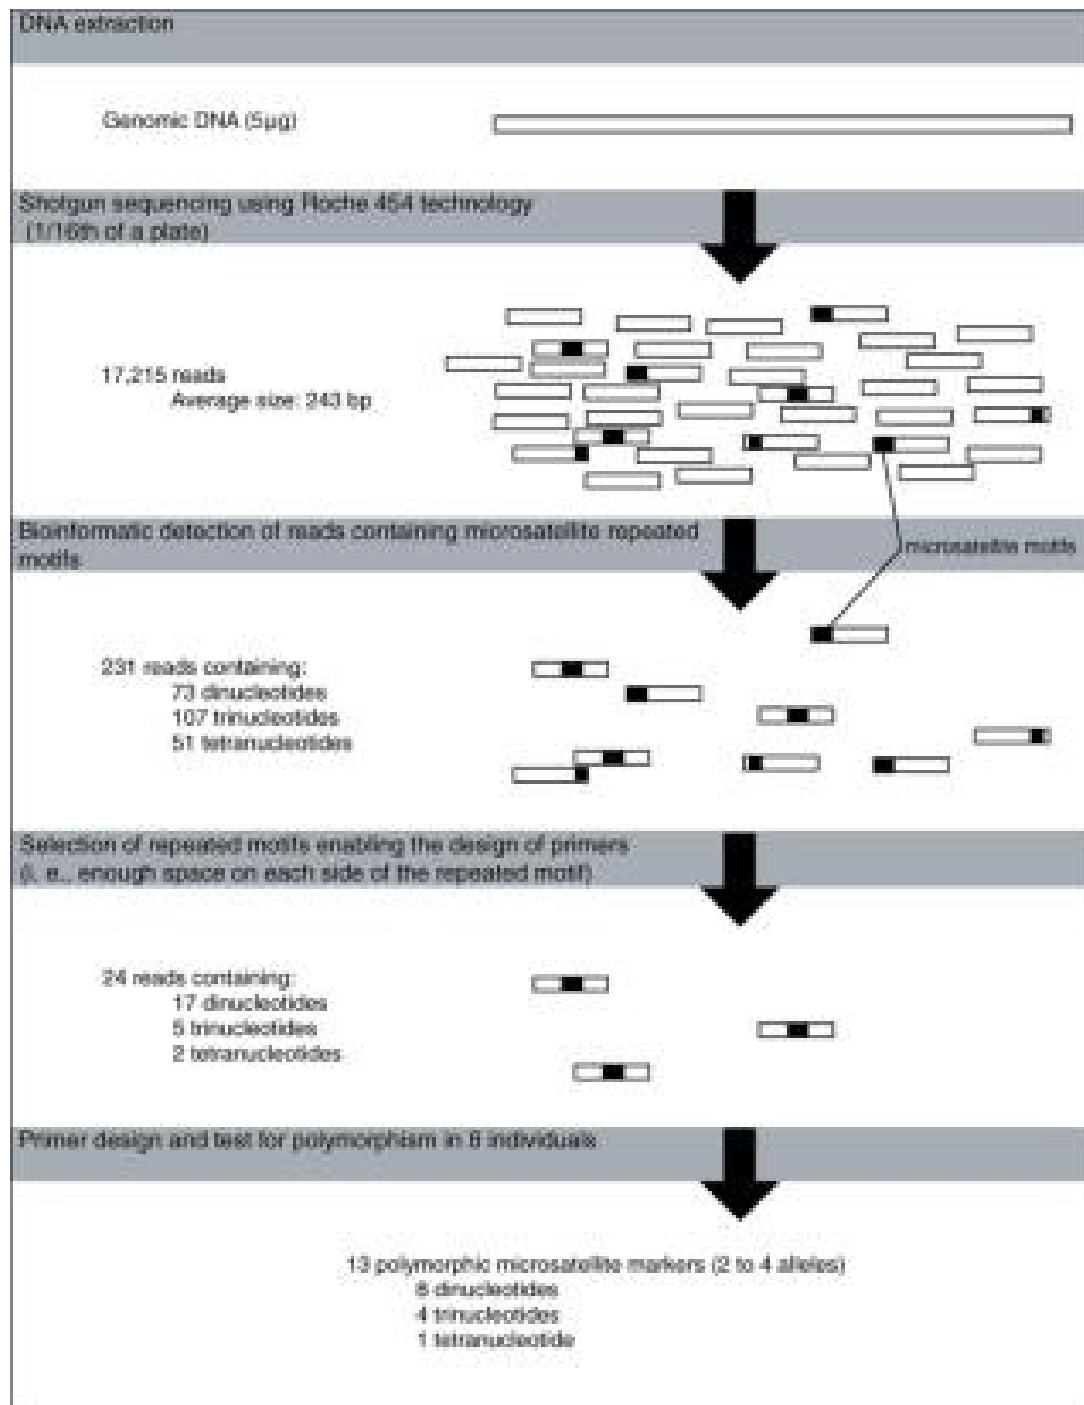 DNA extraction
Genomic DNA (5µg)
Shotgun sequencing using Roche 454 technology
(1/16th of a plate)
17,215 reads
Average size: 243 bp
Bioinformatic detection of reads containing microsatellite repeated
motifs
microsatellite motifs
231 reads containing:
73 dinucleotides
107 trinucleotides
51 tetranucleotides
Selection of repeated motifs enabling the design of primers
(i. e., enough space on each side of the repeated motif)
24 reads containing:
17 dinucleotides
5 trinucleotides
2 tetranucleotides
Primer design and test for polymorphism in 6 individuals
13 polymorphic microsatellite markers (2 to 4 alleles)
8 dinucleotides
4 trinucleotides
1 tetranucleotide